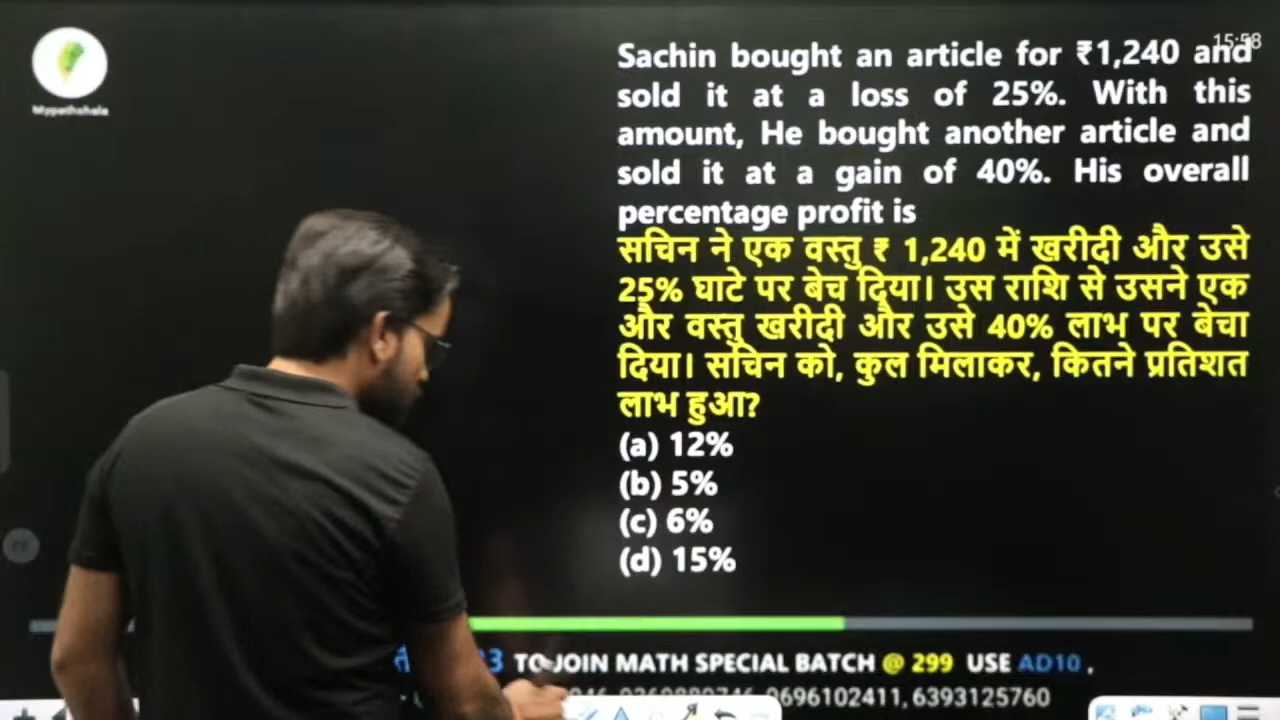 15:58
Mypathshala
Sachin bought an article for ₹1,240 and
sold it at a loss of 25%. With this
amount, He bought another article and
sold it at a gain of 40%. His overall
percentage profit is
सचिन ने एक वस्तु ₹ 1,240 में खरीदी और उसे
25% घाटे पर बेच दिया। उस राशि से उसने एक
और वस्तु खरीदी और उसे 40% लाभ पर बेचा
दिया। सचिन को, कुल मिलाकर, कितने प्रतिशत
लाभ हुआ?
(a) 12%
(b) 5%
(c) 6%
(d) 15%
TO JOIN MATH SPECIAL BATCH @ 299 USE AD10 ,
9696102411, 6393125760